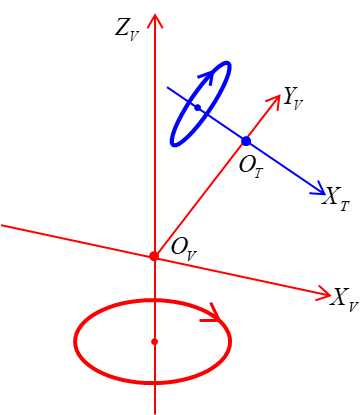 Z_V
Y_V
O_T
X_T
O_V
X_V